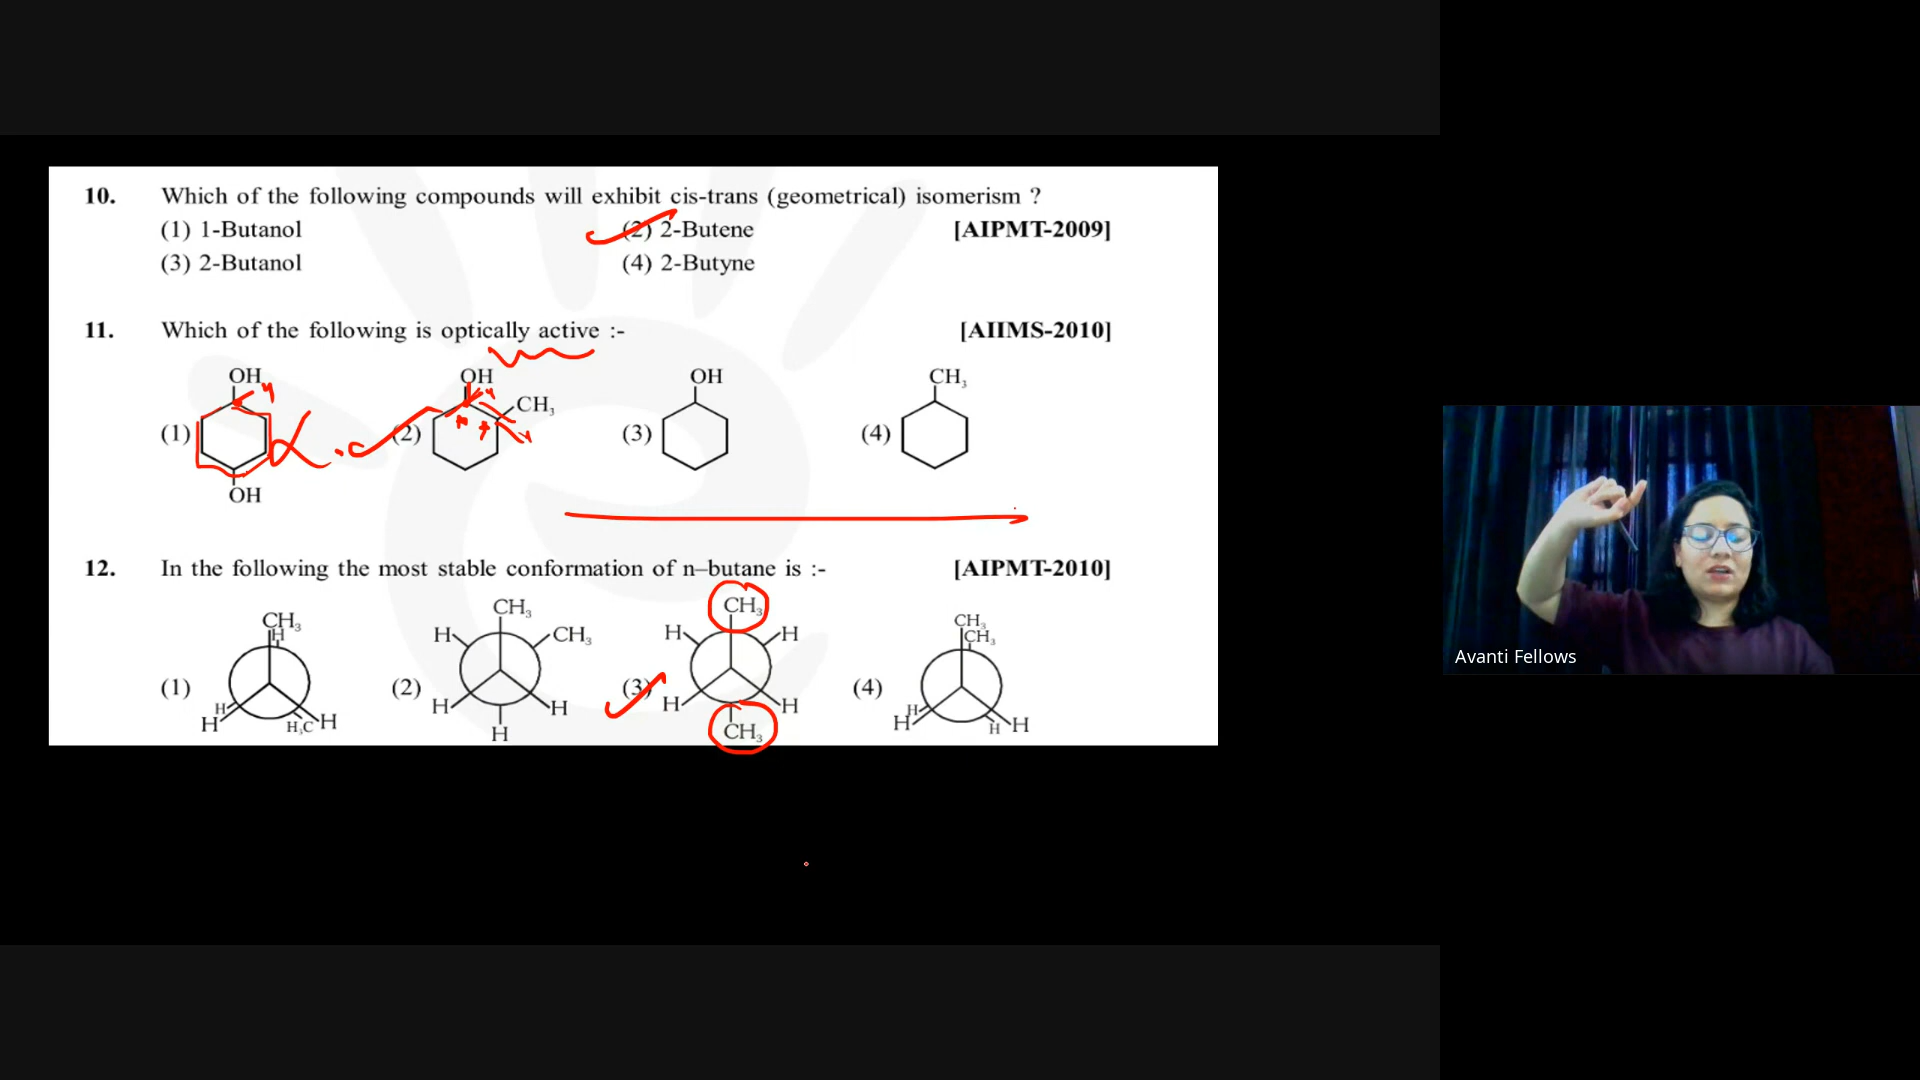 10. Which of the following compounds will exhibit cis-trans (geometrical) isomerism ?
(1) 1-Butanol (2) 2-Butene [AIPMT-2009]
(3) 2-Butanol (4) 2-Butyne
11. Which of the following is optically active :- [AIIMS-2010]
OH OH OH CH₃
H H CH₃
(1) (2) (3) (4)
* * H
OH
12. In the following the most stable conformation of n–butane is :- [AIPMT-2010]
CH₃ CH₃ CH₃ CH₃
H H CH₃ H H CH₃
(1) (2) (3) (4)
H H H H H H H
H H₃C H H CH₃ H H H
Avanti Fellows